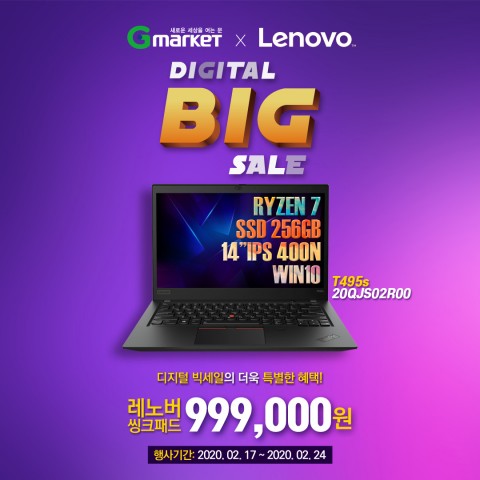 새로운 세상을 여는 문
Gmarket x Lenovo
DIGITAL
BIG
SALE
RYZEN 7
SSD 256GB
14"IPS 400N
WIN10
T495s
20QJS02R00
디지털 빅세일의 더욱 특별한 혜택!
레노버
씽크패드 999,000원
행사기간: 2020. 02. 17 ~ 2020. 02. 24